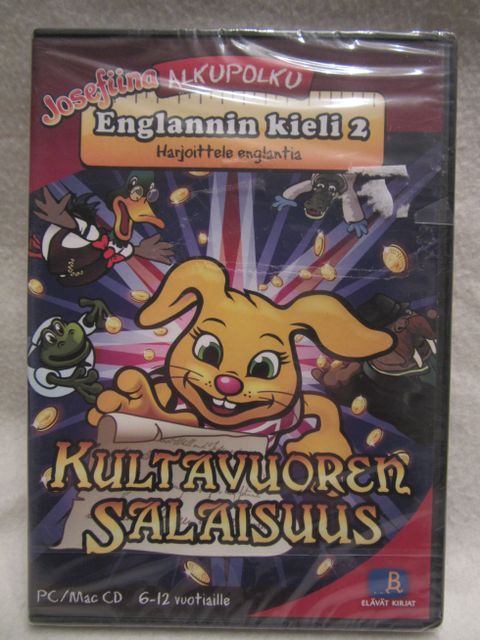 Josefiina ALKUPOLKU
Englannin kieli 2
Harjoittele englantia
KULTAVUOREN
SALAISUUS
PC/Mac CD 6-12 vuotiaille
B
ELÄVÄT KIRJAT